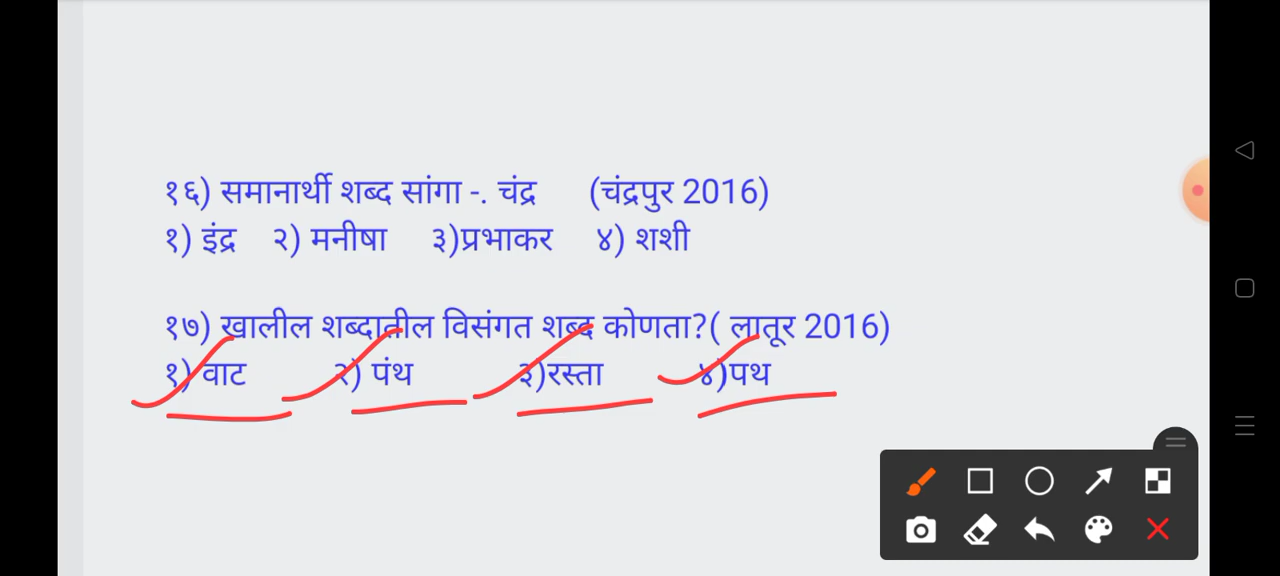 १६) समानार्थी शब्द सांगा -. चंद्र (चंद्रपुर 2016)
१) इंद्र २) मनीषा ३)प्रभाकर ४) शशी
१७) खालील शब्दातील विसंगत शब्द कोणता?( लातूर 2016)
१) वाट २) पंथ ३)रस्ता ४)पथ